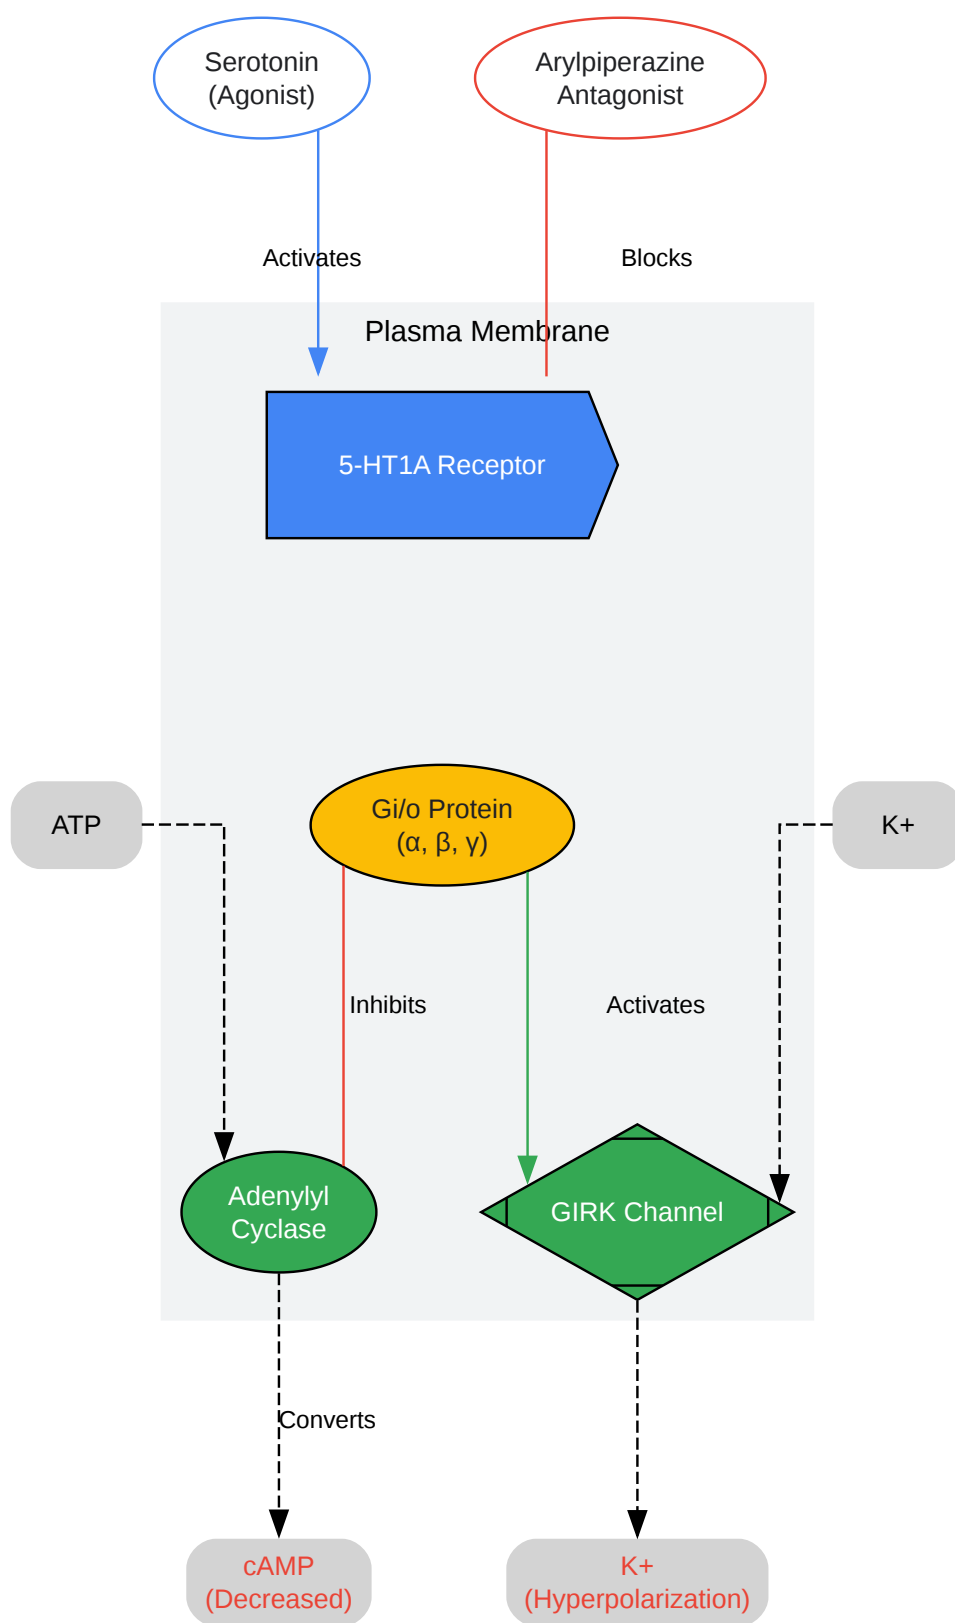 Serotonin
(Agonist)
Arylpiperazine
Antagonist
Activates
Blocks
Plasma Membrane
5-HT1A Receptor
ATP
Gi/o Protein
(α, β, γ)
K+
Inhibits
Activates
Adenylyl
Cyclase
GIRK Channel
Converts
cAMP
(Decreased)
K+
(Hyperpolarization)